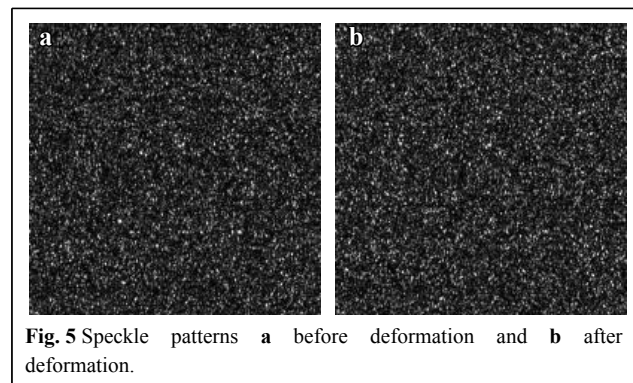 a b
Fig. 5 Speckle patterns a before deformation and b after
deformation.